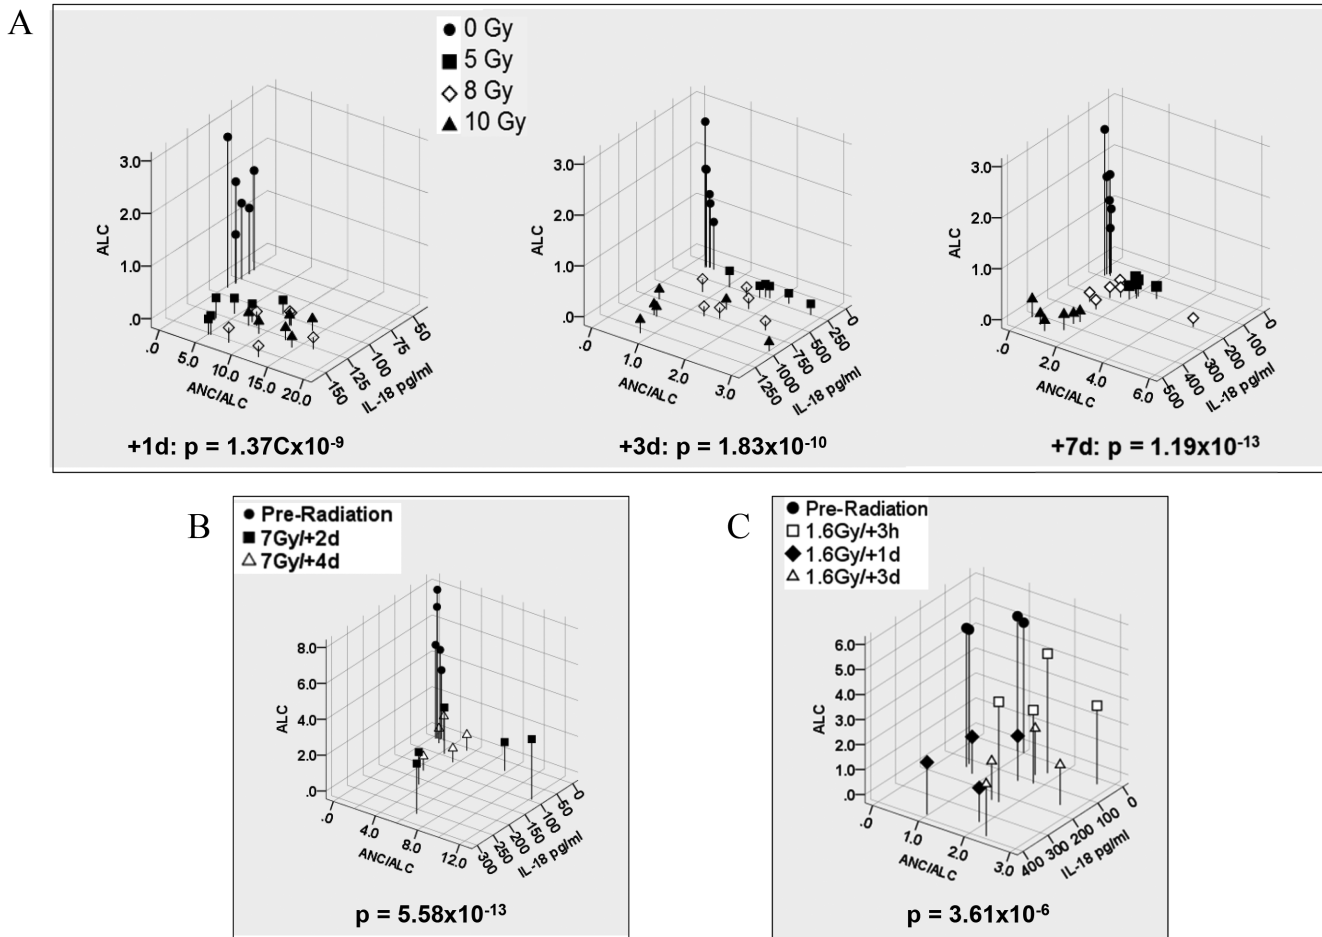 A
0 Gy
5 Gy
8 Gy
10 Gy
3.0
2.0
1.0
.0
ALC
.0
5.0
10.0
15.0
20.0
ANC/ALC
150
125
100
75
50
IL-18 pg/ml
+1d: p = 1.37Cx10-9
3.0
2.0
1.0
.0
ALC
.0
1.0
2.0
3.0
ANC/ALC
1250
1000
750
500
250
0
IL-18 pg/ml
+3d: p = 1.83x10-10
3.0
2.0
1.0
.0
ALC
.0
2.0
4.0
6.0
ANC/ALC
500
400
300
200
100
0
IL-18 pg/ml
+7d: p = 1.19x10-13
B
Pre-Radiation
7Gy/+2d
7Gy/+4d
8.0
6.0
4.0
2.0
.0
ALC
.0
4.0
8.0
12.0
ANC/ALC
300
250
200
150
100
50
0
IL-18 pg/ml
p = 5.58x10-13
C
Pre-Radiation
1.6Gy/+3h
1.6Gy/+1d
1.6Gy/+3d
6.0
5.0
4.0
3.0
2.0
1.0
.0
ALC
.0
1.0
2.0
3.0
ANC/ALC
400
300
200
100
0
IL-18 pg/ml
p = 3.61x10-6